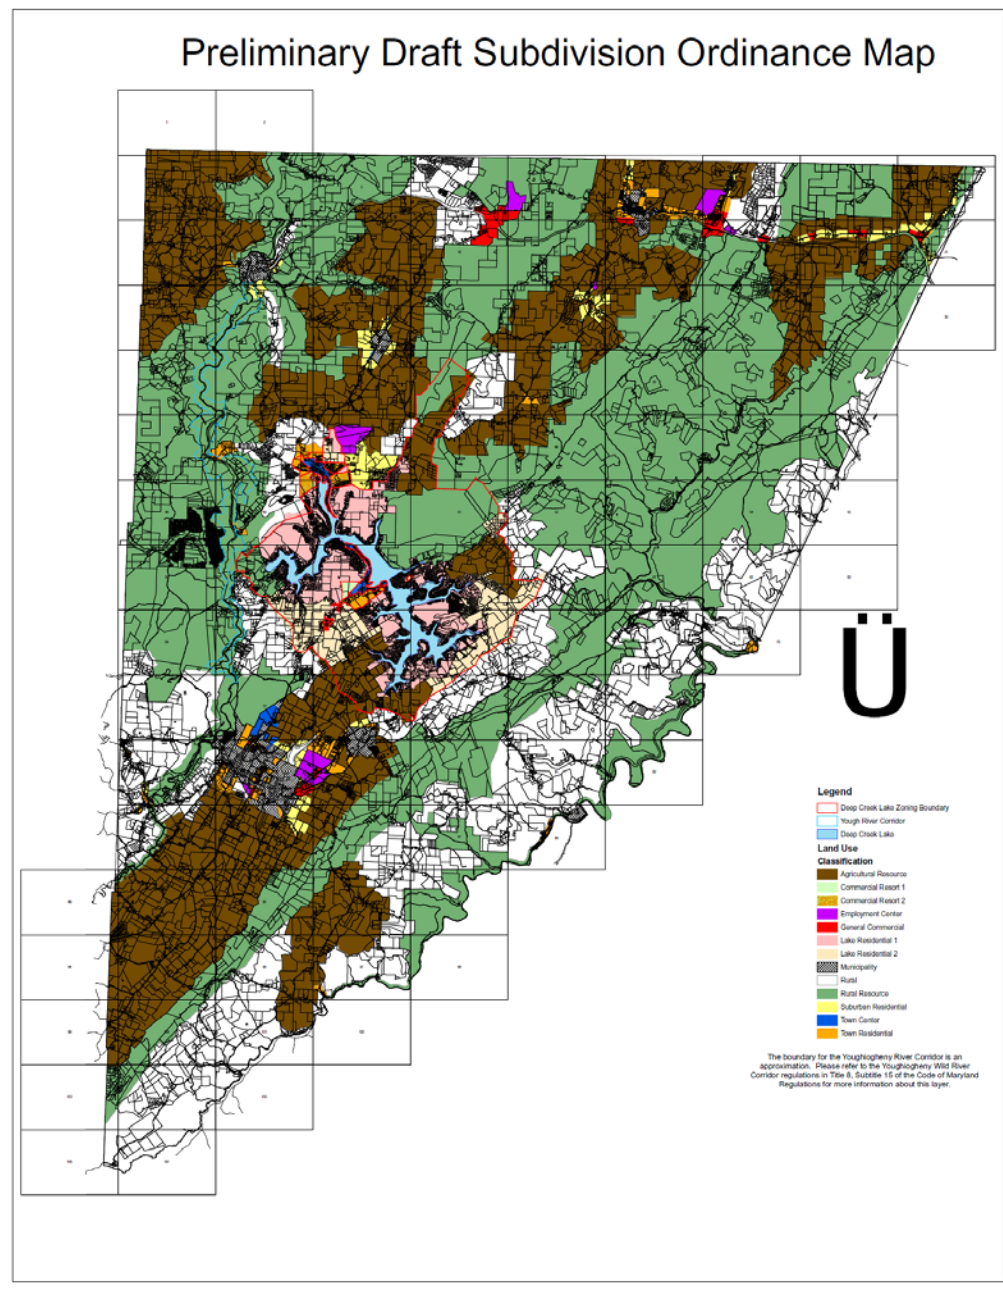 Preliminary Draft Subdivision Ordinance Map
Ü
Legend
Deep Creek Lake Zoning Boundary
Yough River Corridor
Deep Creek Lake
Land Use
Classification
Agricultural Resource
Commercial Resort 1
Commercial Resort 2
Employment Center
General Commercial
Lake Residential 1
Lake Residential 2
Municipality
Rural
Rural Resource
Suburban Residential
Town Center
Town Residential
The boundary for the Youghiogheny River Corridor is an
approximation. Please refer to the Youghiogheny Wild River
Corridor regulations in Title 8, Subtitle 15 of the Code of Maryland
Regulations for more information about this layer.